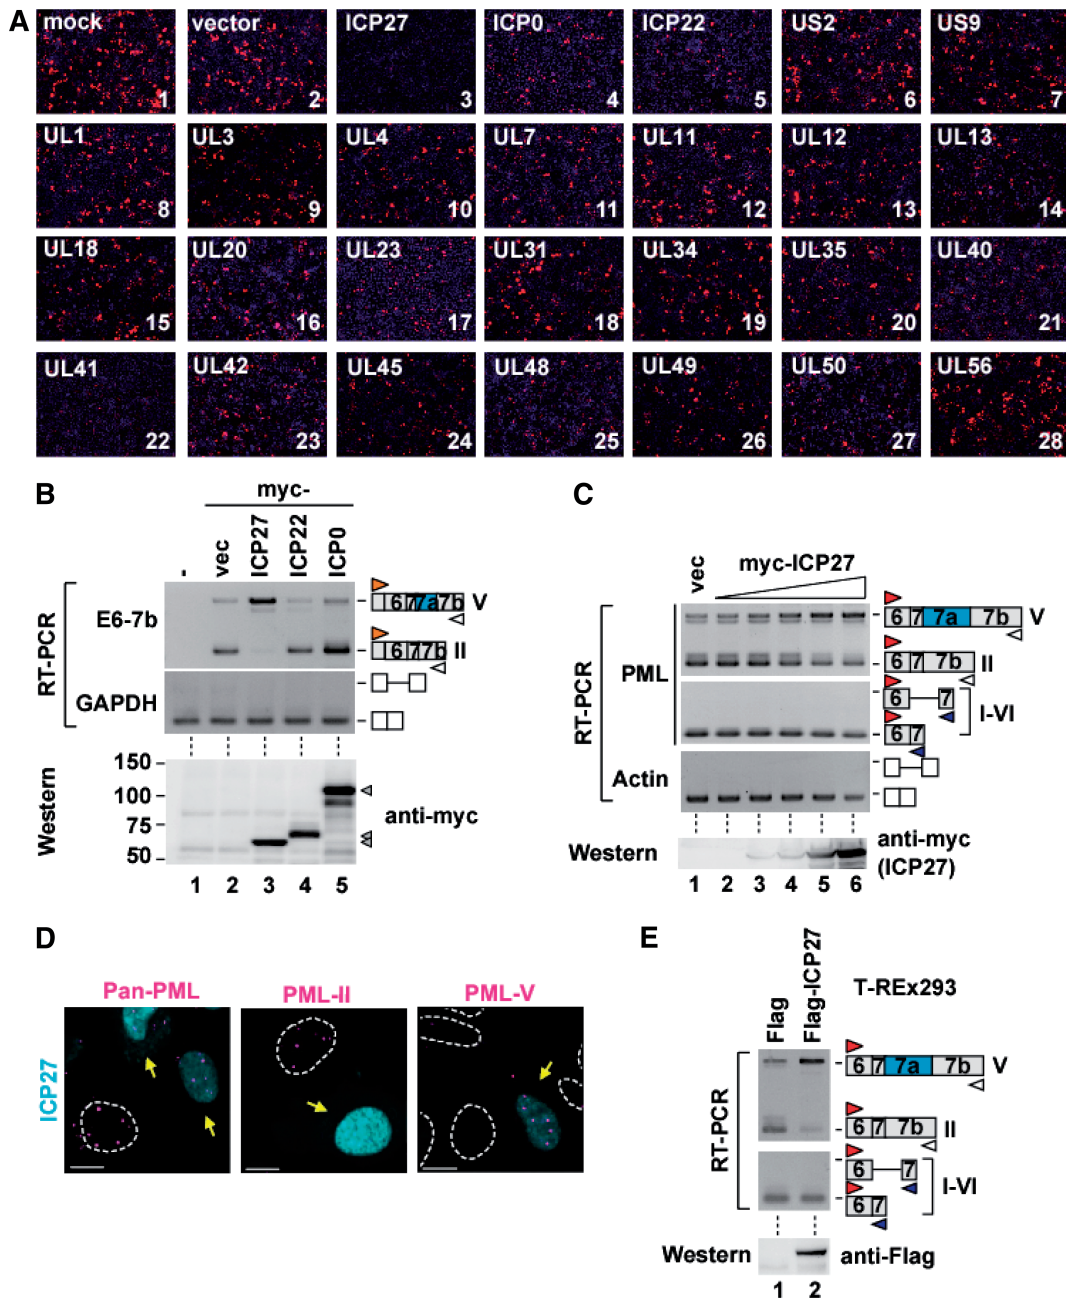 A
mock 1
vector 2
ICP27 3
ICP0 4
ICP22 5
US2 6
US9 7
UL1 8
UL3 9
UL4 10
UL7 11
UL11 12
UL12 13
UL13 14
UL18 15
UL20 16
UL23 17
UL31 18
UL34 19
UL35 20
UL40 21
UL41 22
UL42 23
UL45 24
UL48 25
UL49 26
UL50 27
UL56 28
B
myc-
- vec ICP27 ICP22 ICP0
RT-PCR
E6-7b
6 7 7a 7b V
6 7 7b II
GAPDH
Western
150
100
75
50
anti-myc
1 2 3 4 5
C
vec myc-ICP27
RT-PCR
PML
6 7 7a 7b V
6 7 7b II
6 7
I-VI
6 7
Actin
Western
anti-myc
(ICP27)
1 2 3 4 5 6
D
Pan-PML PML-II PML-V
ICP27
E
Flag Flag-ICP27
T-REx293
RT-PCR
6 7 7a 7b V
6 7 7b II
6 7
I-VI
6 7
Western anti-Flag
1 2